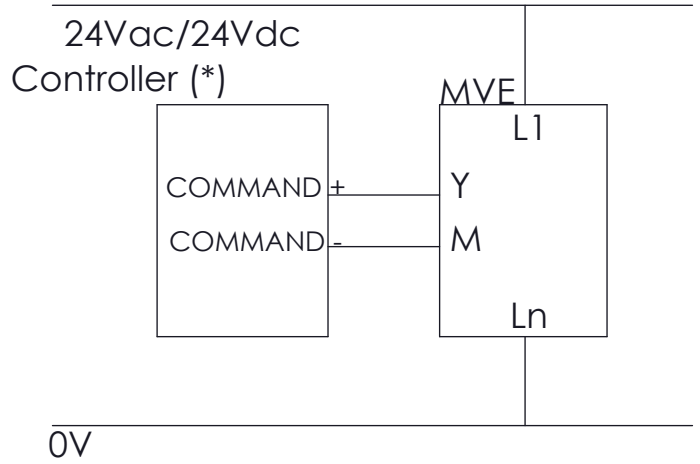 24Vac/24Vdc
Controller (*)
MVE
L1
COMMAND +
Y
COMMAND -
M
Ln
0V